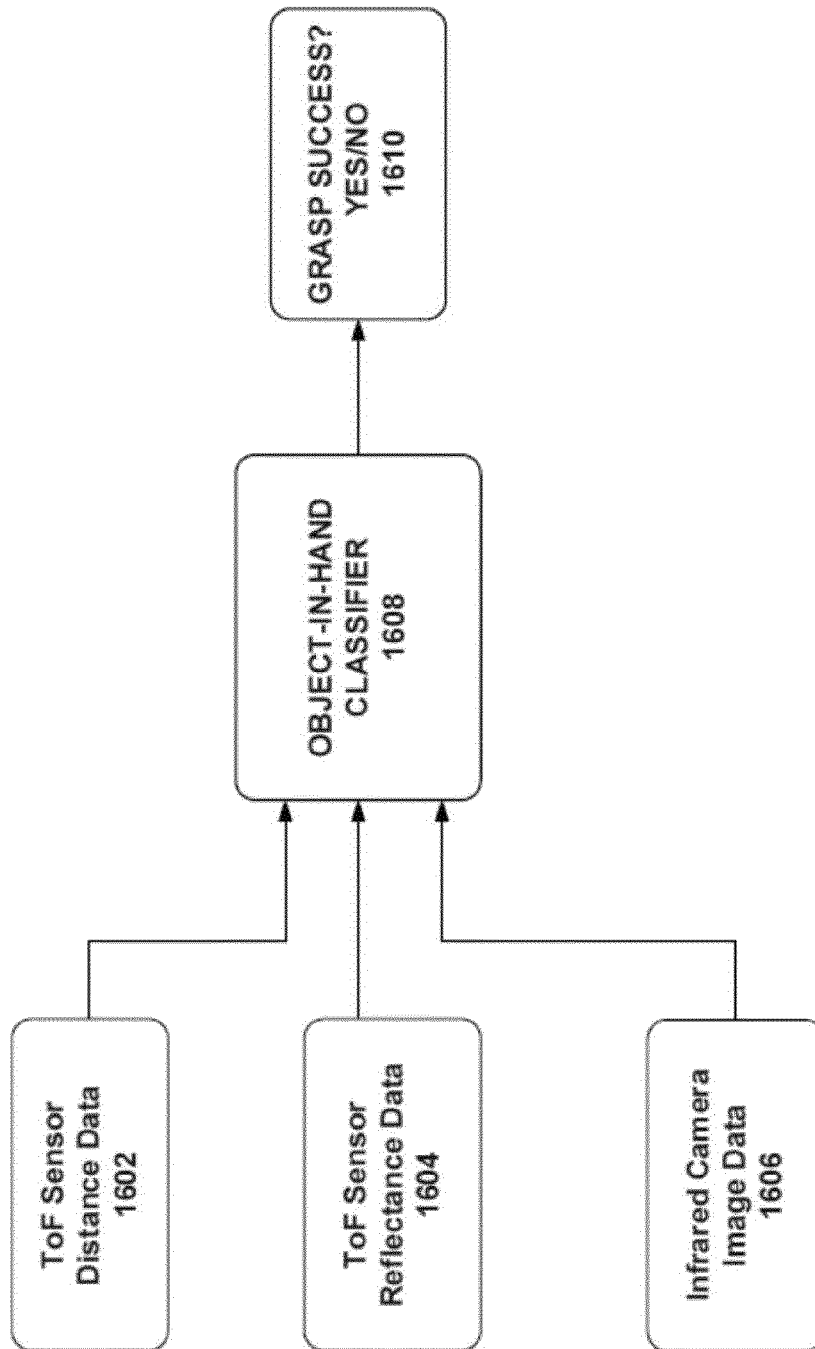 ToF Sensor
Distance Data
1602
ToF Sensor
Reflectance Data
1604
Infrared Camera
Image Data
1606
OBJECT-IN-HAND
CLASSIFIER
1608
GRASP SUCCESS?
YES/NO
1610